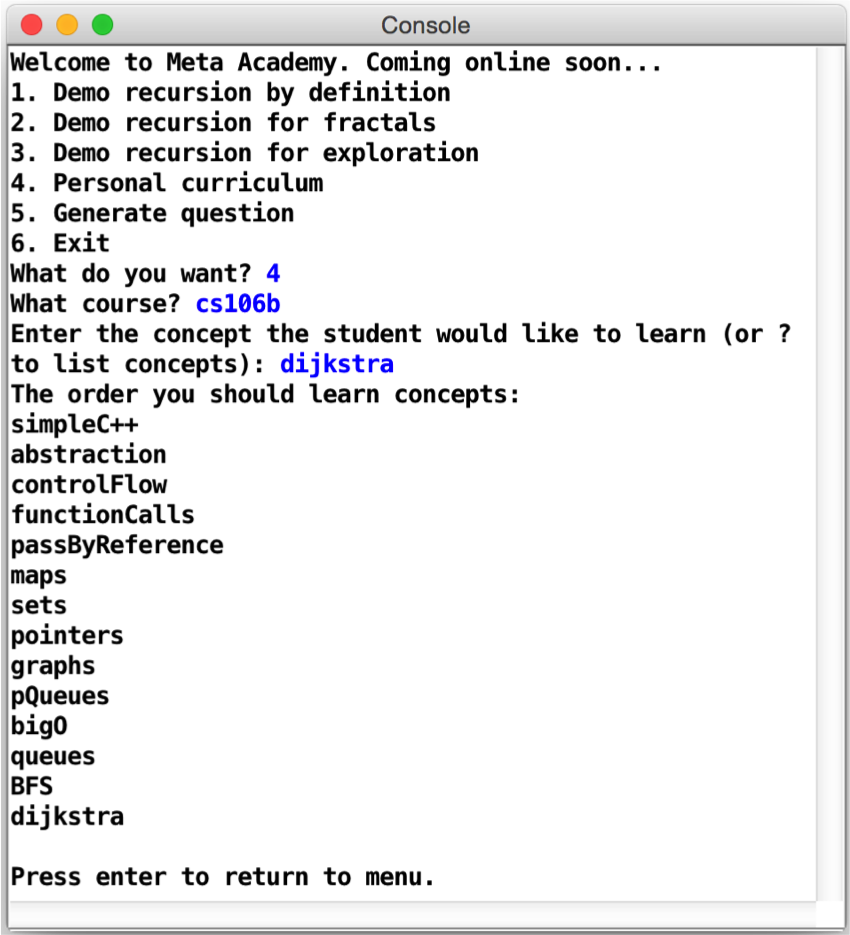 Console
Welcome to Meta Academy. Coming online soon...
1. Demo recursion by definition
2. Demo recursion for fractals
3. Demo recursion for exploration
4. Personal curriculum
5. Generate question
6. Exit
What do you want? 4
What course? cs106b
Enter the concept the student would like to learn (or ?
to list concepts): dijkstra
The order you should learn concepts:
simpleC++
abstraction
controlFlow
functionCalls
passByReference
maps
sets
pointers
graphs
pQueues
bigO
queues
BFS
dijkstra
Press enter to return to menu.